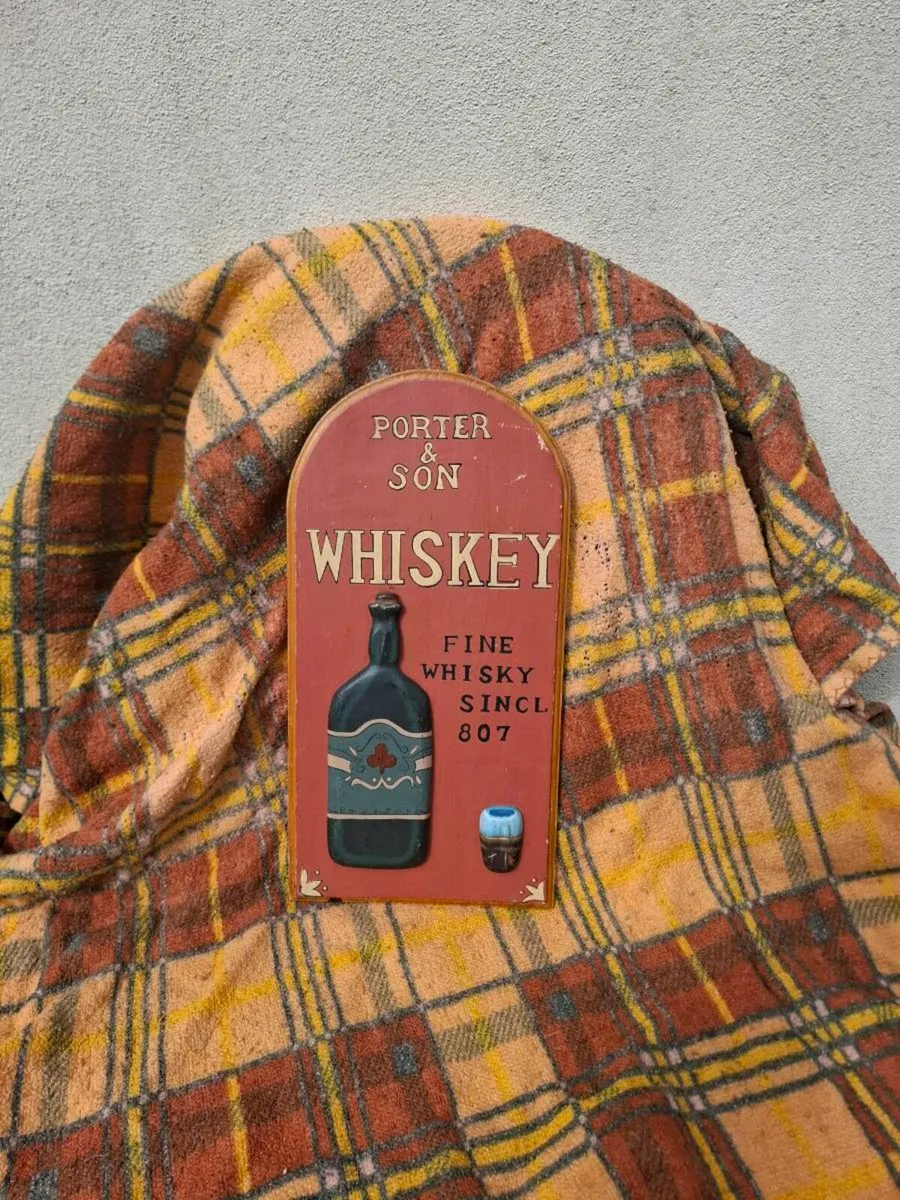 PORTER
&
SON
WHISKEY
FINE
WHISKY
SINCL
807